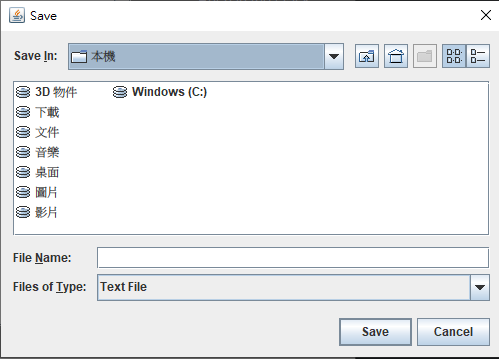 Save
Save In: 本機
3D 物件 Windows (C:)
下載
文件
音樂
桌面
圖片
影片
File Name:
Files of Type: Text File
Save Cancel